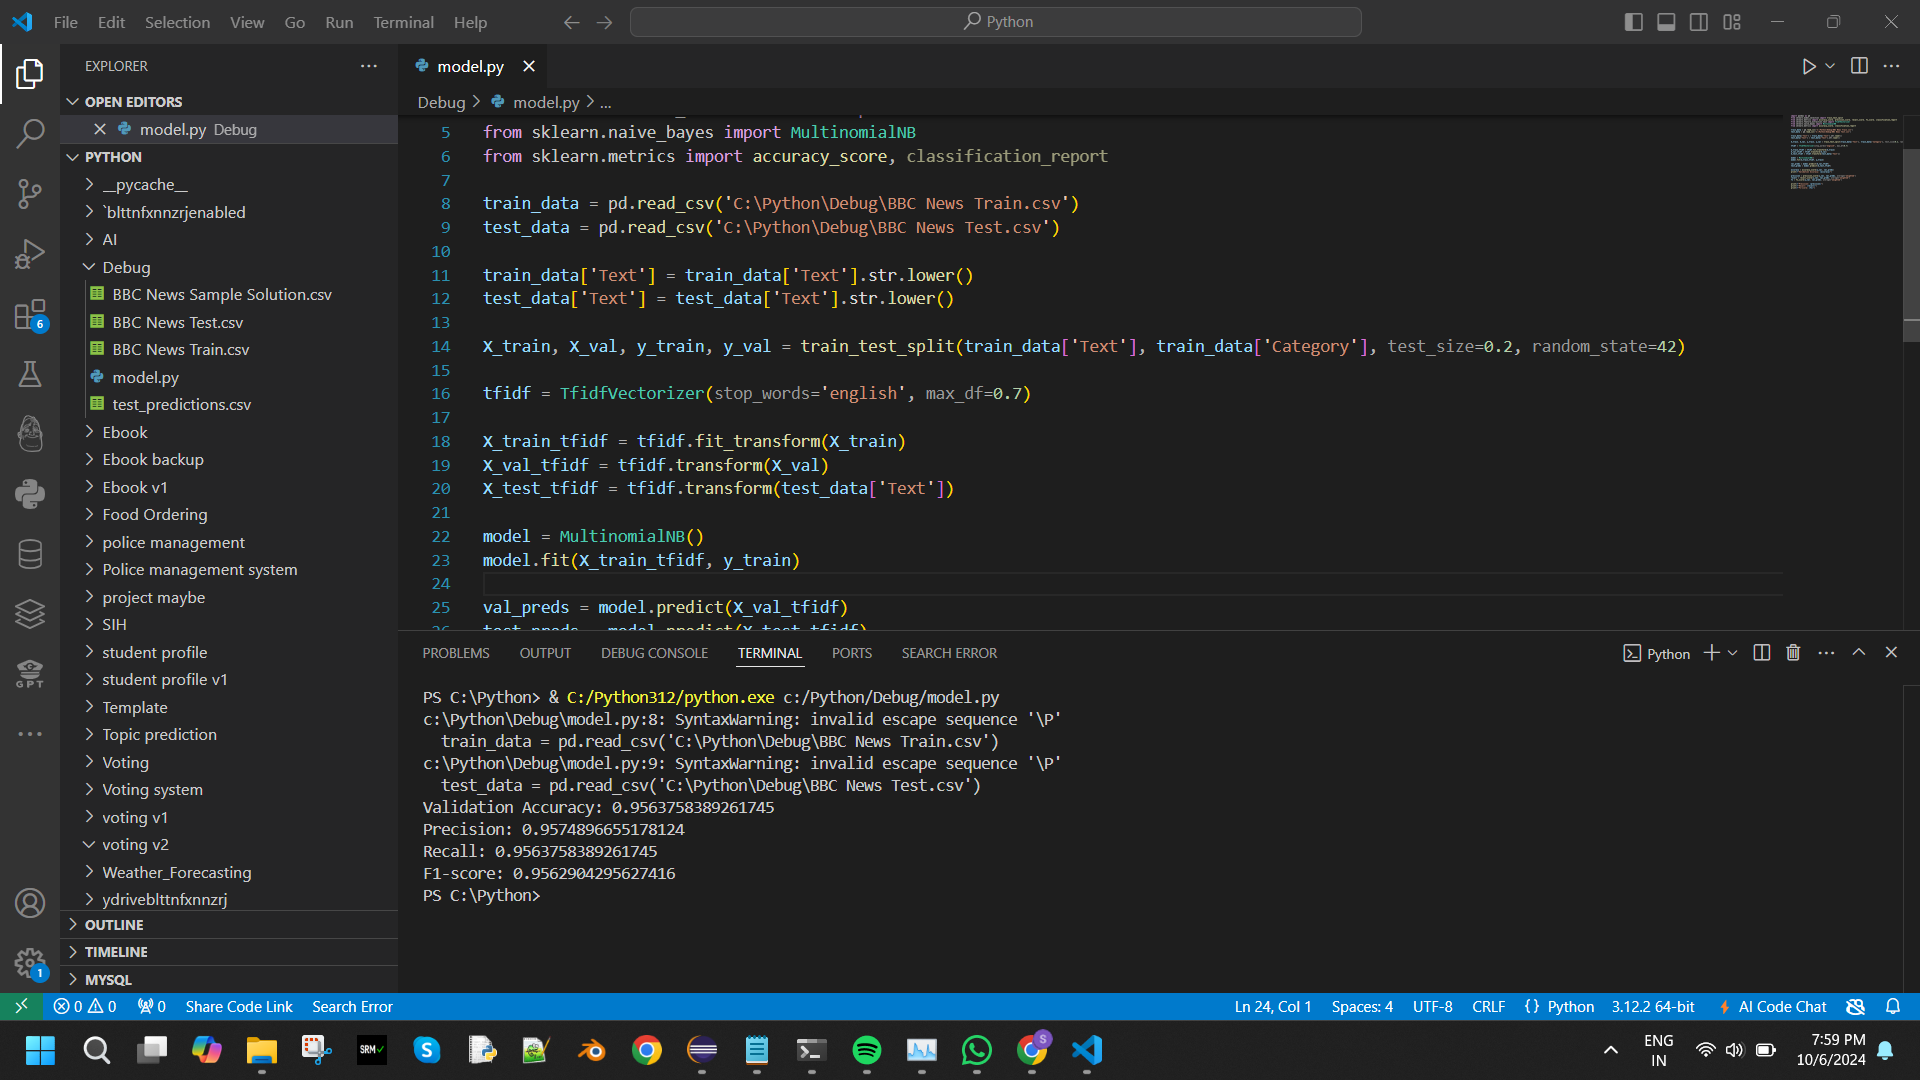 File Edit Selection View Go Run Terminal Help
Python
EXPLORER
OPEN EDITORS
model.py Debug
PYTHON
__pycache__
`blttnfxnnzrjenabled
AI
Debug
BBC News Sample Solution.csv
BBC News Test.csv
BBC News Train.csv
model.py
test_predictions.csv
Ebook
Ebook backup
Ebook v1
Food Ordering
police management
Police management system
project maybe
SIH
student profile
student profile v1
Template
Topic prediction
Voting
Voting system
voting v1
voting v2
Weather_Forecasting
ydriveblttnfxnnzrj
OUTLINE
TIMELINE
MYSQL
6
GPT
1
model.py
Debug > model.py > ...
5 from sklearn.naive_bayes import MultinomialNB
6 from sklearn.metrics import accuracy_score, classification_report
7
8 train_data = pd.read_csv('C:\Python\Debug\BBC News Train.csv')
9 test_data = pd.read_csv('C:\Python\Debug\BBC News Test.csv')
10
11 train_data['Text'] = train_data['Text'].str.lower()
12 test_data['Text'] = test_data['Text'].str.lower()
13
14 X_train, X_val, y_train, y_val = train_test_split(train_data['Text'], train_data['Category'], test_size=0.2, random_state=42)
15
16 tfidf = TfidfVectorizer(stop_words='english', max_df=0.7)
17
18 X_train_tfidf = tfidf.fit_transform(X_train)
19 X_val_tfidf = tfidf.transform(X_val)
20 X_test_tfidf = tfidf.transform(test_data['Text'])
21
22 model = MultinomialNB()
23 model.fit(X_train_tfidf, y_train)
24
25 val_preds = model.predict(X_val_tfidf)
26 test_preds = model.predict(X_test_tfidf)
PROBLEMS OUTPUT DEBUG CONSOLE TERMINAL PORTS SEARCH ERROR
Python
PS C:\Python> & C:/Python312/python.exe c:/Python/Debug/model.py
c:\Python\Debug\model.py:8: SyntaxWarning: invalid escape sequence '\P'
train_data = pd.read_csv('C:\Python\Debug\BBC News Train.csv')
c:\Python\Debug\model.py:9: SyntaxWarning: invalid escape sequence '\P'
test_data = pd.read_csv('C:\Python\Debug\BBC News Test.csv')
Validation Accuracy: 0.9563758389261745
Precision: 0.9574896655178124
Recall: 0.9563758389261745
F1-score: 0.9562904295627416
PS C:\Python>
0 0 0 Share Code Link Search Error
Ln 24, Col 1 Spaces: 4 UTF-8 CRLF {} Python 3.12.2 64-bit AI Code Chat
SRM
S
ENG
IN
7:59 PM
10/6/2024